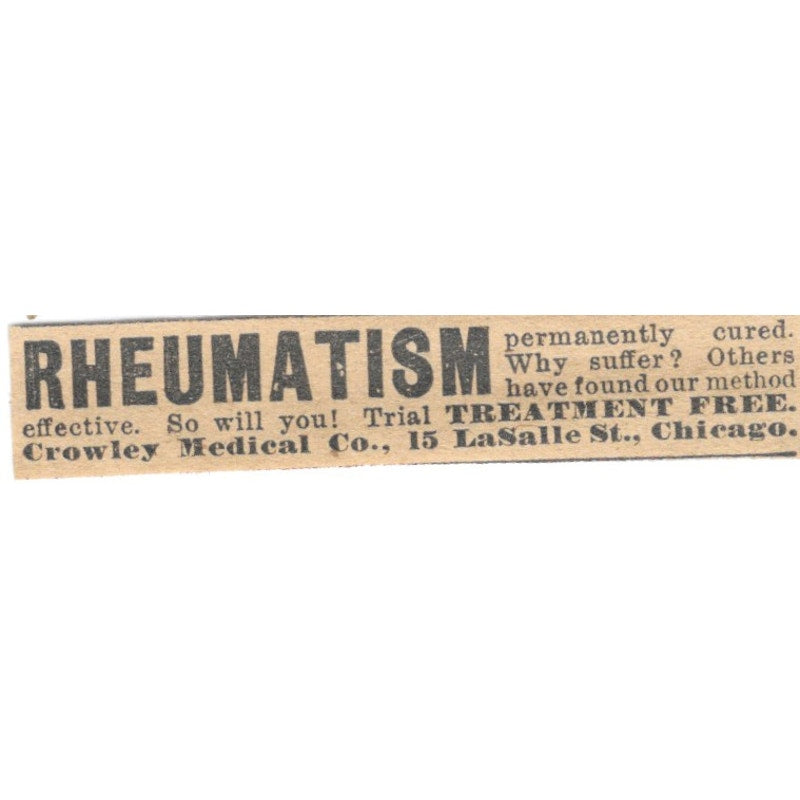 RHEUMATISM permanently cured.
Why suffer? Others
have found our method
effective. So will you! Trial TREATMENT FREE.
Crowley Medical Co., 15 LaSalle St., Chicago.